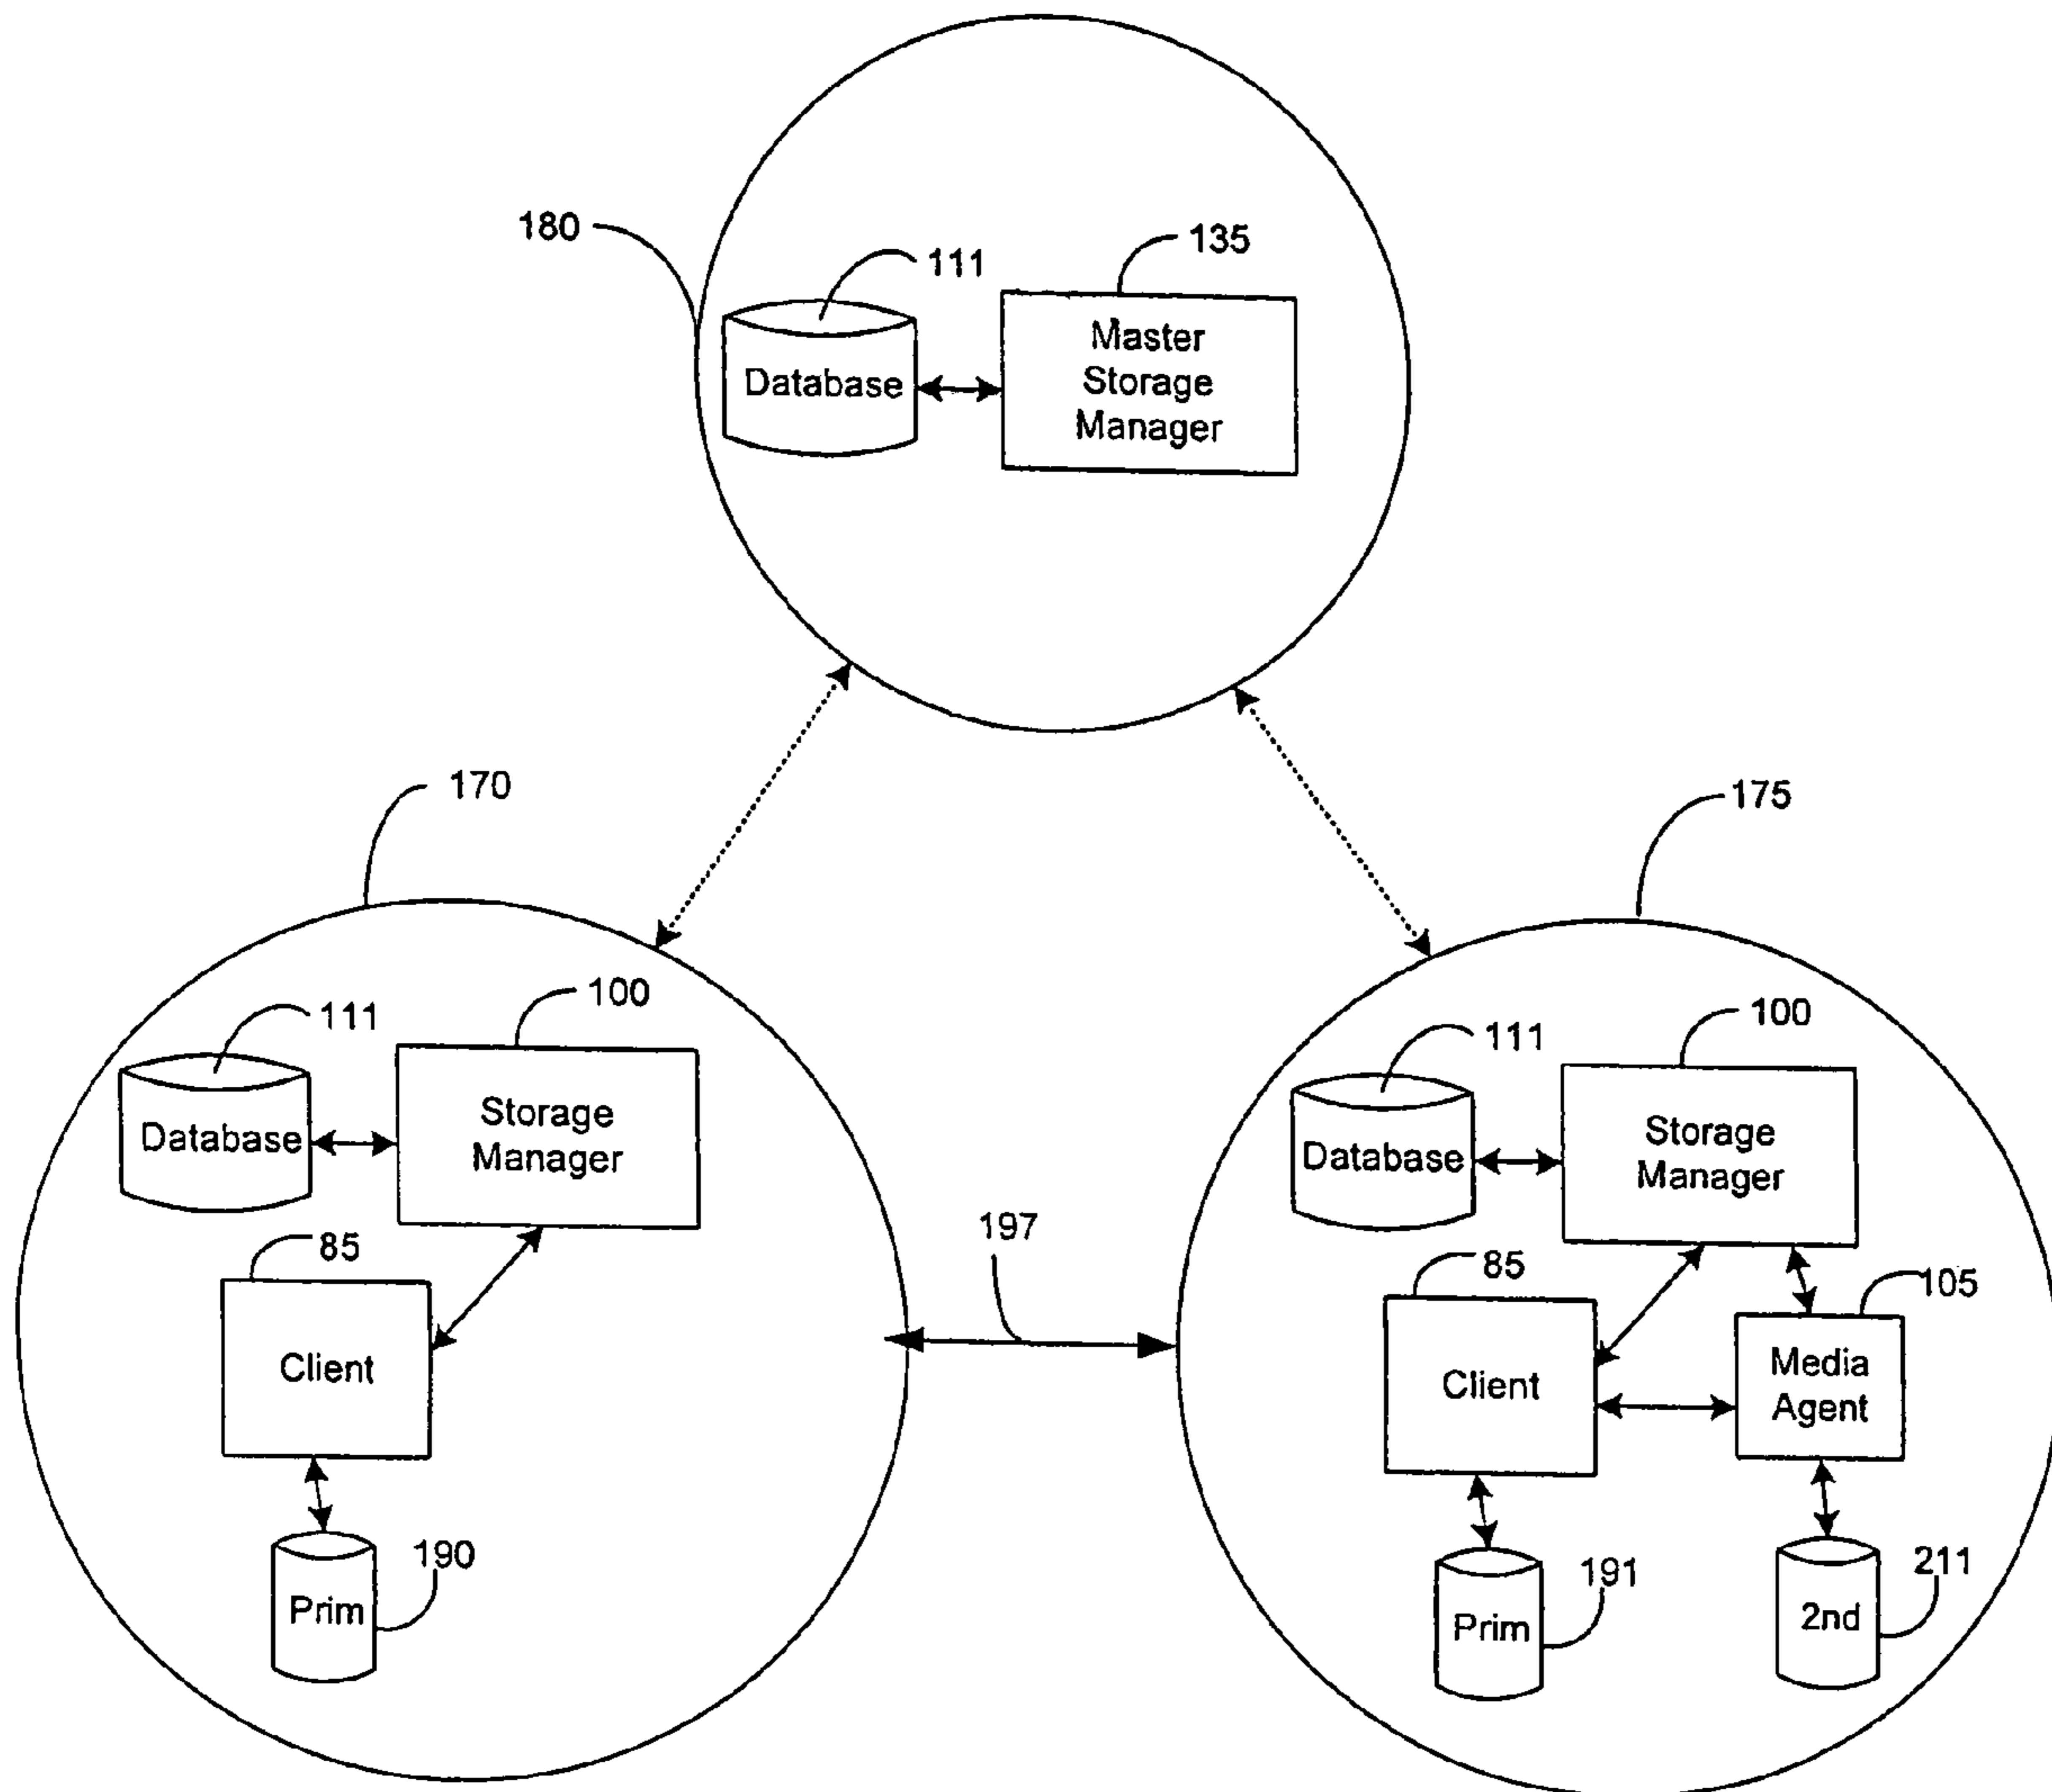 180
111
135
Database
Master
Storage
Manager
170
175
111
100
Database
Storage
Manager
85
Client
Prim
190
197
111
100
Database
Storage
Manager
85
105
Client
Media
Agent
Prim
191
2nd
211